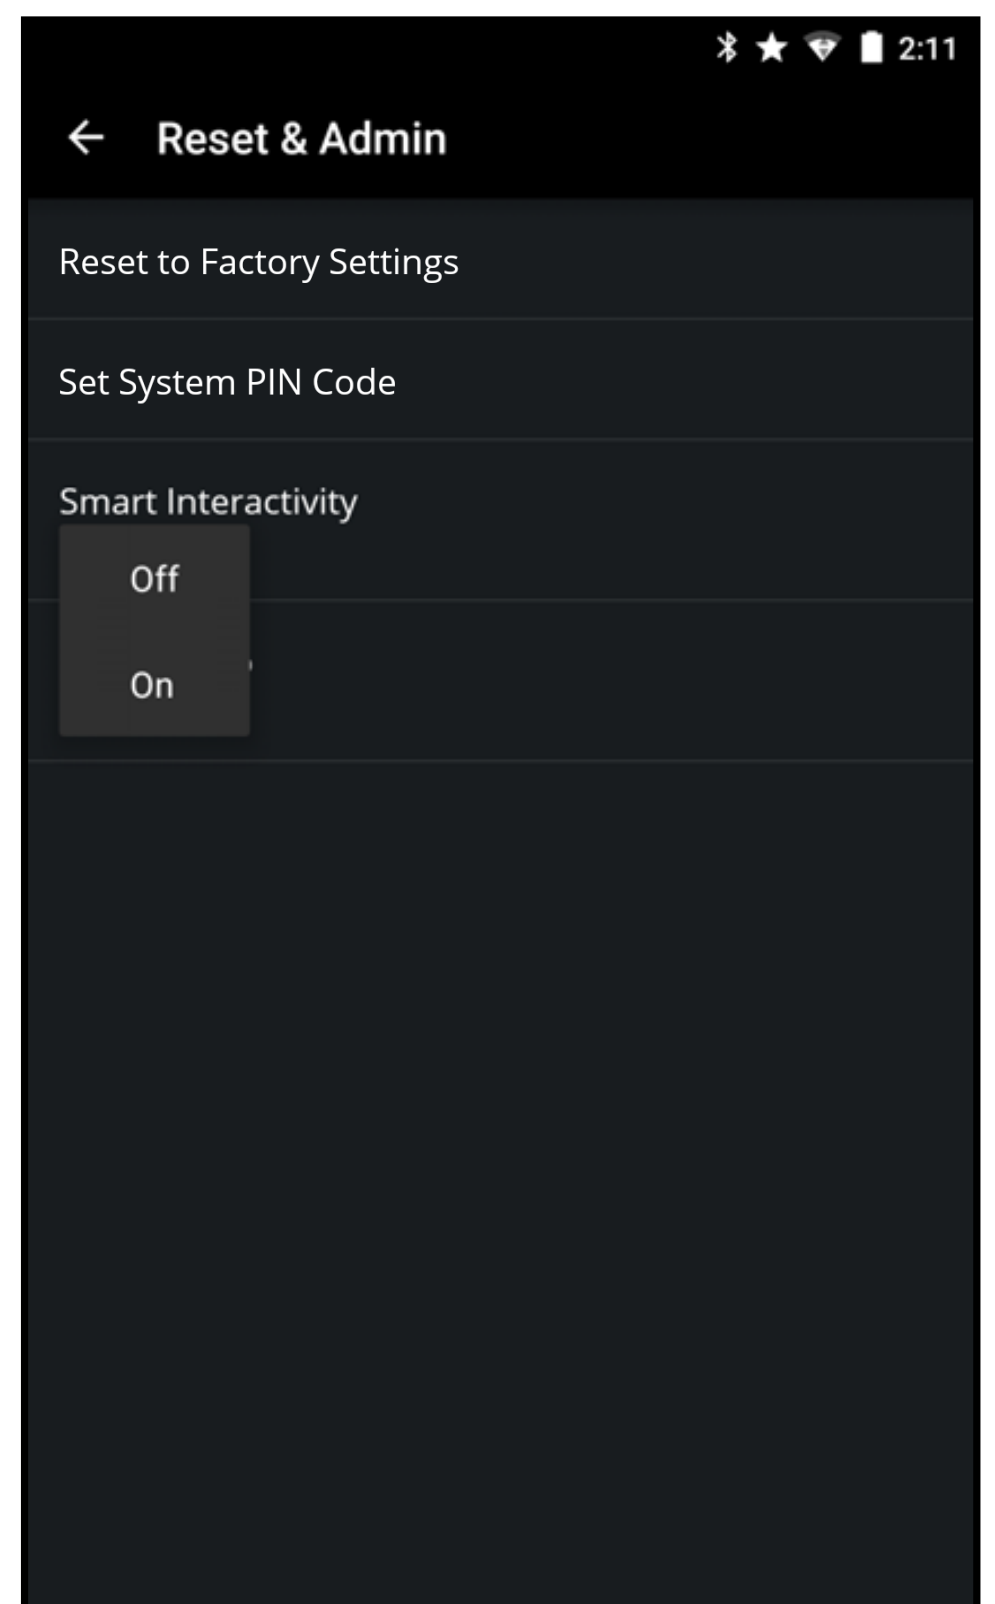 2:11
Reset & Admin
Reset to Factory Settings
Set System PIN Code
Smart Interactivity
Off
On